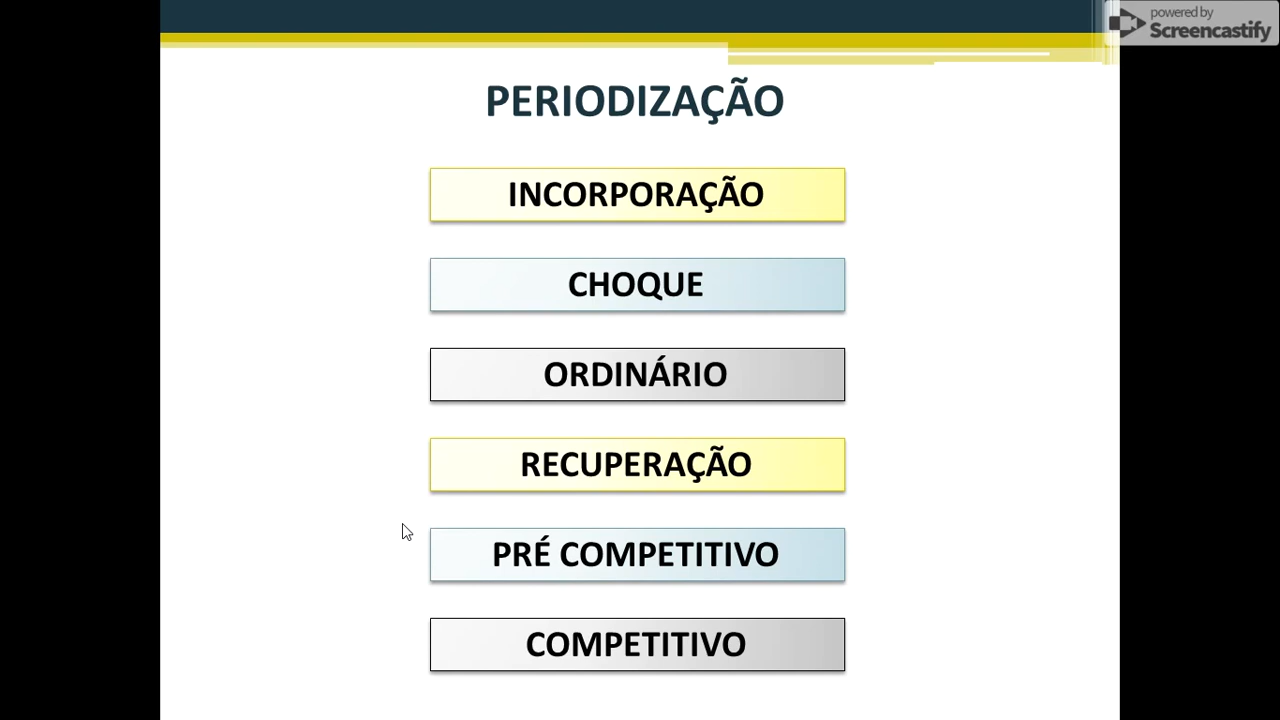 powered by
Screencastify
PERIODIZAÇÃO
INCORPORAÇÃO
CHOQUE
ORDINÁRIO
RECUPERAÇÃO
PRÉ COMPETITIVO
COMPETITIVO